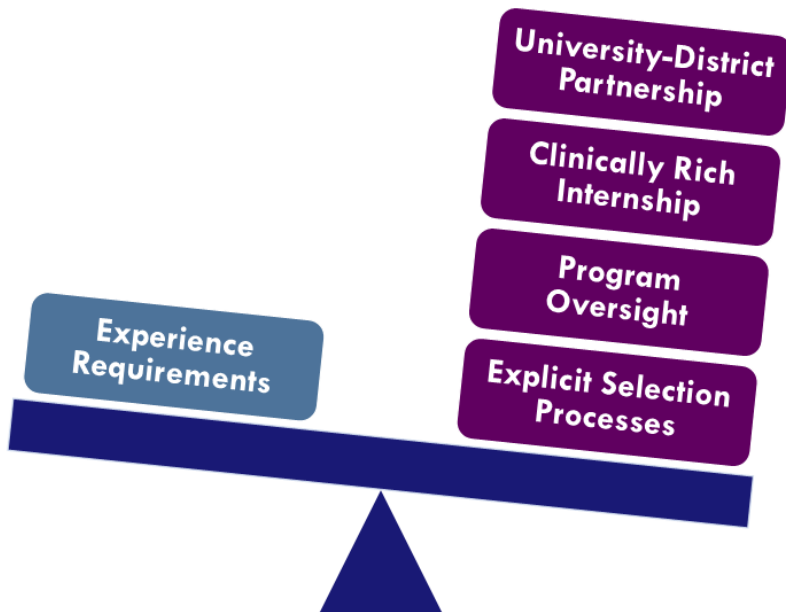 University-District
Partnership
Clinically Rich
Internship
Program
Oversight
Experience
Requirements
Explicit Selection
Processes